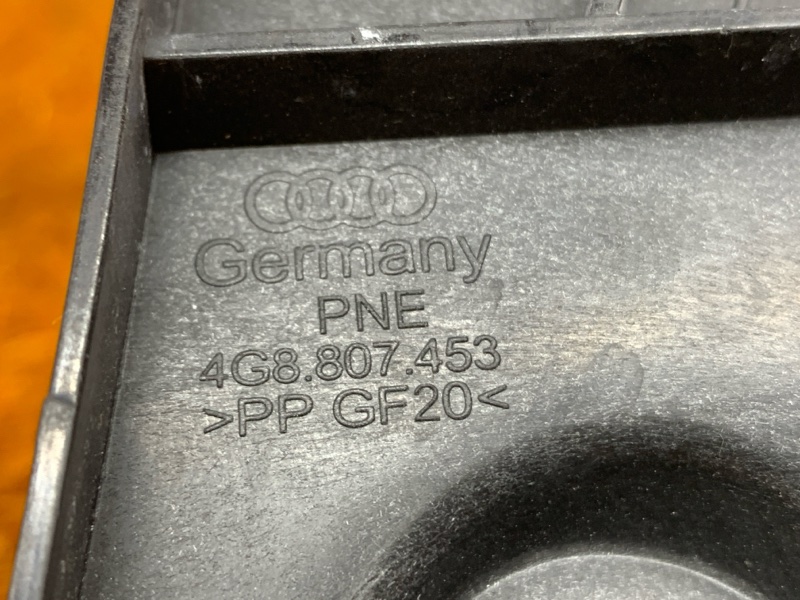 Germany
PNE
4G8.807.453
>PP GF20<